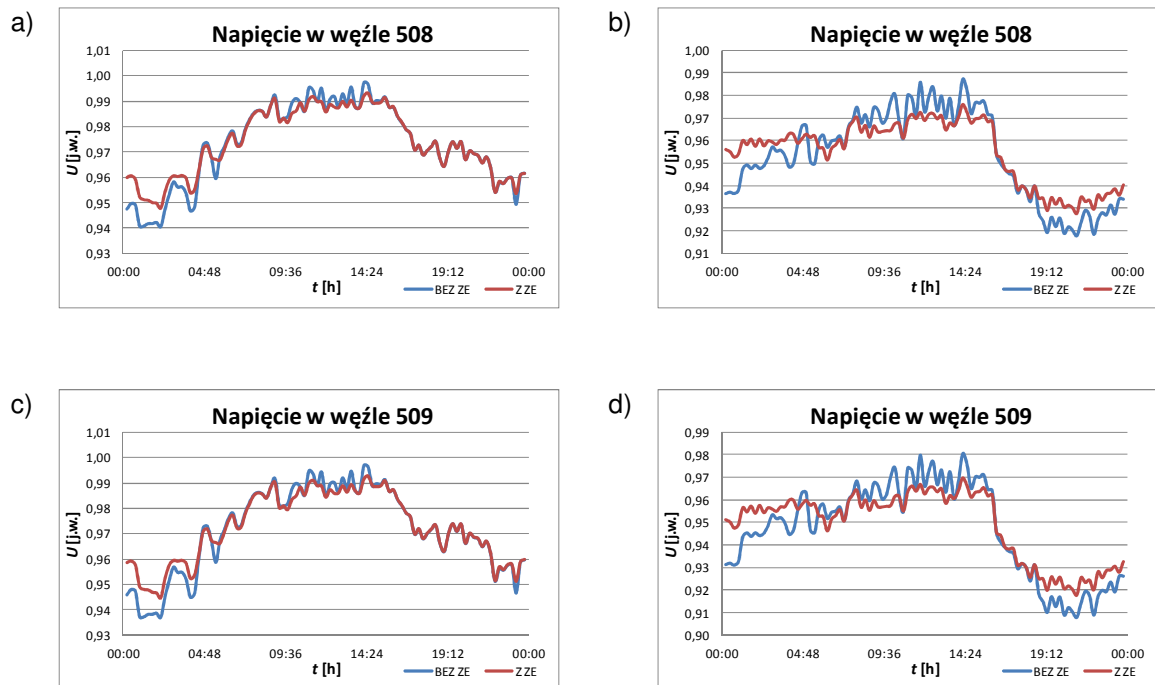 a)
Napięcie w węźle 508
1,01
1,00
0,99
0,98
0,97
0,96
0,95
0,94
0,93
U [j.w.]
00:00 04:48 09:36 14:24 19:12 00:00
t [h]
BEZ ZE Z ZE
b)
Napięcie w węźle 508
1,00
0,99
0,98
0,97
0,96
0,95
0,94
0,93
0,92
0,91
U [j.w.]
00:00 04:48 09:36 14:24 19:12 00:00
t [h]
BEZ ZE Z ZE
c)
Napięcie w węźle 509
1,01
1,00
0,99
0,98
0,97
0,96
0,95
0,94
0,93
U [j.w.]
00:00 04:48 09:36 14:24 19:12 00:00
t [h]
BEZ ZE Z ZE
d)
Napięcie w węźle 509
0,99
0,98
0,97
0,96
0,95
0,94
0,93
0,92
0,91
0,90
U [j.w.]
00:00 04:48 09:36 14:24 19:12 00:00
t [h]
BEZ ZE Z ZE